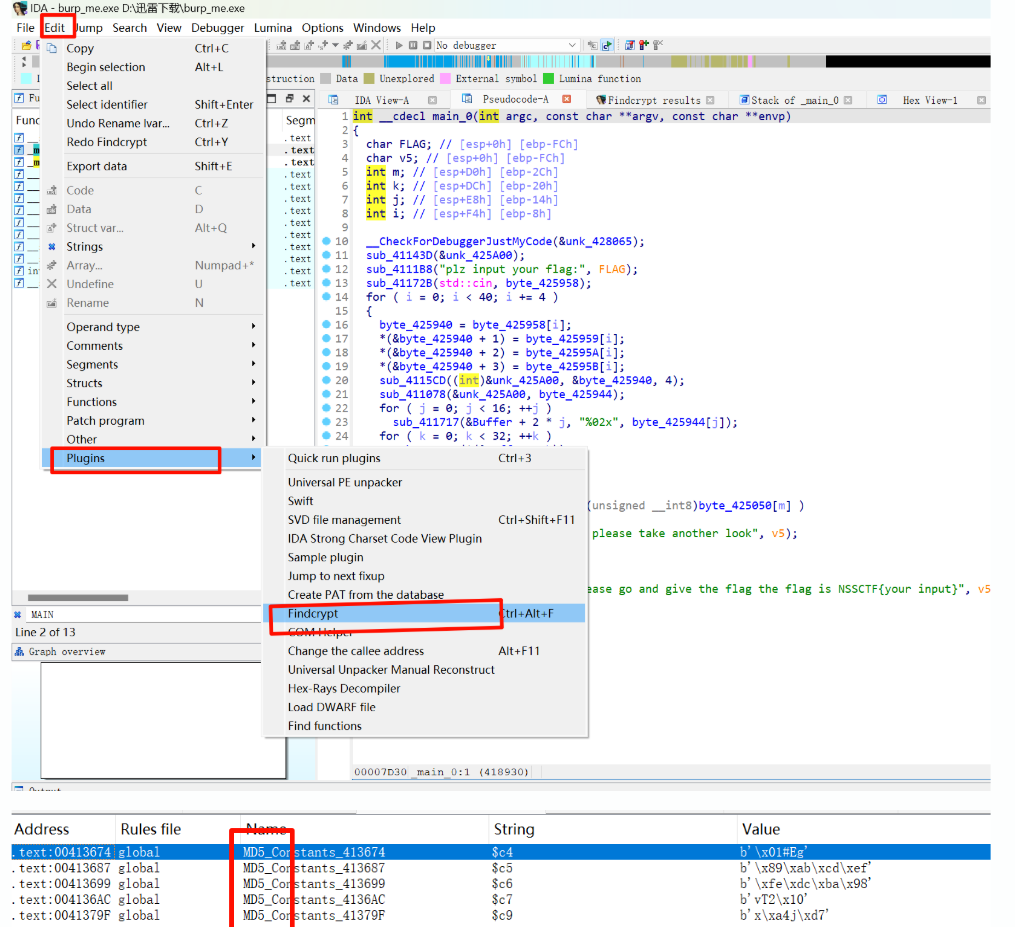 IDA - burp_me.exe D:\迅雷下载\burp_me.exe
File Edit Jump Search View Debugger Lumina Options Windows Help
No debugger
struction Data Unexplored External symbol Lumina function
IDA View-A Pseudocode-A Findcrypt results Stack of _main_0 Hex View-1
Copy Ctrl+C
Begin selection Alt+L
Select all
Select identifier Shift+Enter
Undo Rename lvar... Ctrl+Z
Redo Findcrypt Ctrl+Y
Export data Shift+E
Code C
Data D
Struct var... Alt+Q
Strings
Array... Numpad+*
Undefine U
Rename N
Operand type
Comments
Segments
Structs
Functions
Patch program
Other
Plugins
Segm
.text
.text
.text
.text
.text
.text
.text
.text
.text
.text
.text
.text
.text
1 int __cdecl main_0(int argc, const char **argv, const char **envp)
2 {
3 char FLAG; // [esp+0h] [ebp-FCh]
4 char v5; // [esp+0h] [ebp-FCh]
5 int m; // [esp+D0h] [ebp-2Ch]
6 int k; // [esp+DCh] [ebp-20h]
7 int j; // [esp+E8h] [ebp-14h]
8 int i; // [esp+F4h] [ebp-8h]
9
10 __CheckForDebuggerJustMyCode(&unk_428065);
11 sub_41143D(&unk_425A00);
12 sub_4111B8("plz input your flag:", FLAG);
13 sub_41172B(std::cin, byte_425958);
14 for ( i = 0; i < 40; i += 4 )
15 {
16 byte_425940 = byte_425958[i];
17 *(&byte_425940 + 1) = byte_425959[i];
18 *(&byte_425940 + 2) = byte_42595A[i];
19 *(&byte_425940 + 3) = byte_42595B[i];
20 sub_4115CD((int)&unk_425A00, &byte_425940, 4);
21 sub_411078(&unk_425A00, byte_425944);
22 for ( j = 0; j < 16; ++j )
23 sub_411717(&Buffer + 2 * j, "%02x", byte_425944[j]);
24 for ( k = 0; k < 32; ++k )
(unsigned __int8)byte_425050[m] )
please take another look", v5);
ease go and give the flag the flag is NSSCTF{your input}", v5
Quick run plugins Ctrl+3
Universal PE unpacker
Swift
SVD file management Ctrl+Shift+F11
IDA Strong Charset Code View Plugin
Sample plugin
Jump to next fixup
Create PAT from the database
Findcrypt Ctrl+Alt+F
COM Helper
Change the callee address Alt+F11
Universal Unpacker Manual Reconstruct
Hex-Rays Decompiler
Load DWARF file
Find functions
MAIN
Line 2 of 13
Graph overview
00007D30 _main_0:1 (418930)
Output
Address Rules file Name String Value
.text:00413674 global MD5_Constants_413674 $c4 b'\x01#Eg'
.text:00413687 global MD5_Constants_413687 $c5 b'\x89\xab\xcd\xef'
.text:00413699 global MD5_Constants_413699 $c6 b'\xfe\xdc\xba\x98'
.text:004136AC global MD5_Constants_4136AC $c7 b'vT2\x10'
.text:0041379F global MD5_Constants_41379F $c9 b'x\xa4j\xd7'